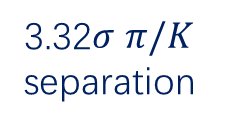 3.32σ π/K
separation